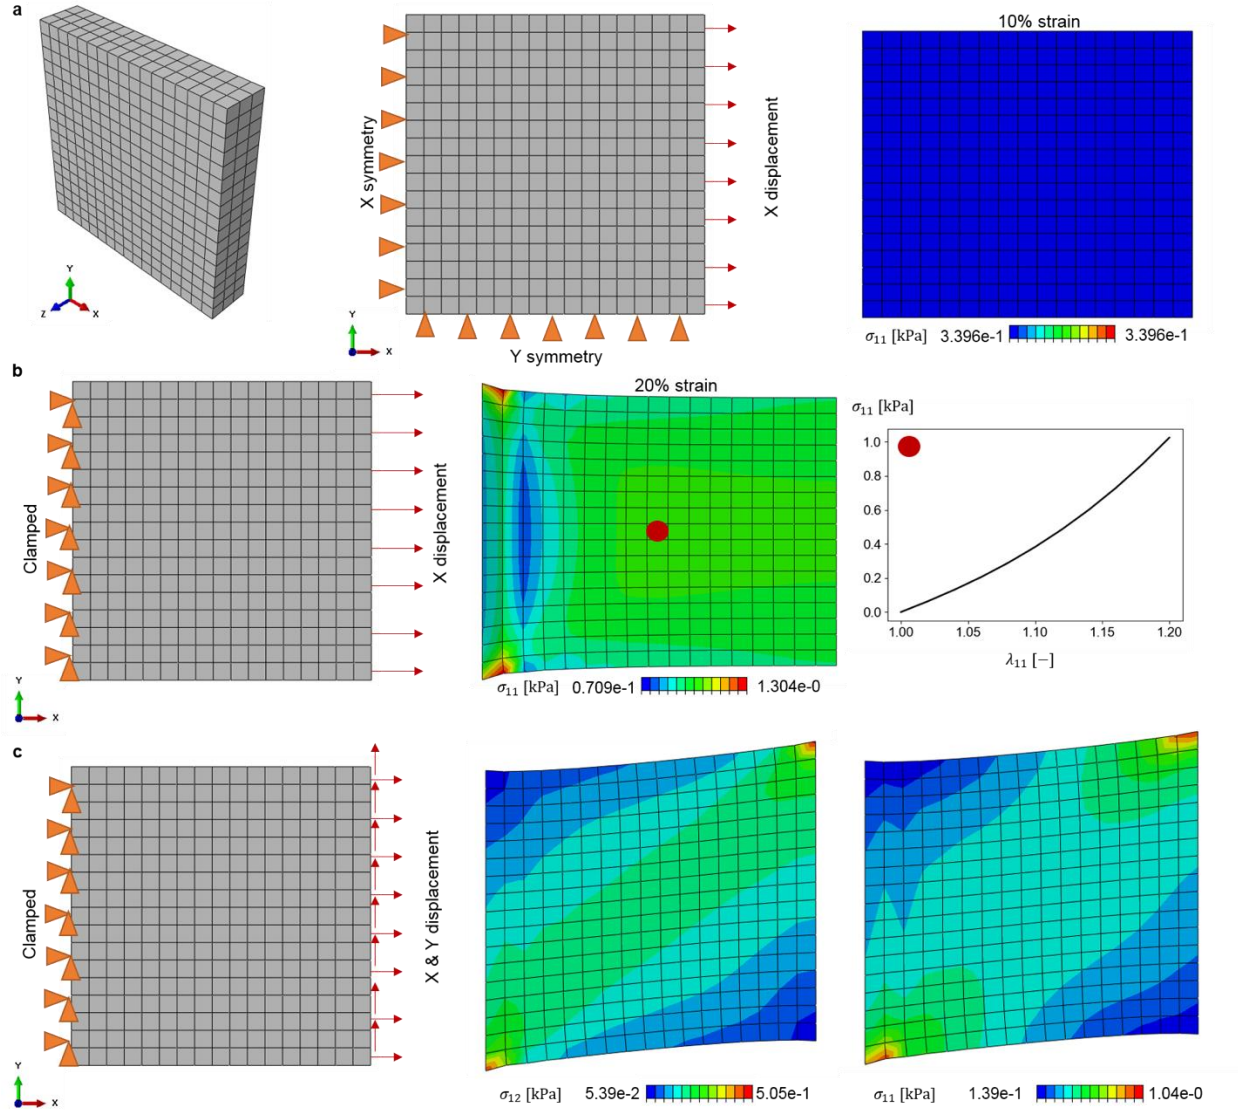 a
Y
Z
X
X symmetry
X displacement
Y
X
Y symmetry
10% strain
σ₁₁ [kPa] 3.396e-1 3.396e-1
b
Clamped
X displacement
Y
X
20% strain
σ₁₁ [kPa] 0.709e-1 1.304e-0
σ₁₁ [kPa]
1.0
0.8
0.6
0.4
0.2
0.0
1.00 1.05 1.10 1.15 1.20
λ₁₁ [−]
c
Clamped
X & Y displacement
Y
X
σ₁₂ [kPa] 5.39e-2 5.05e-1
σ₁₁ [kPa] 1.39e-1 1.04e-0